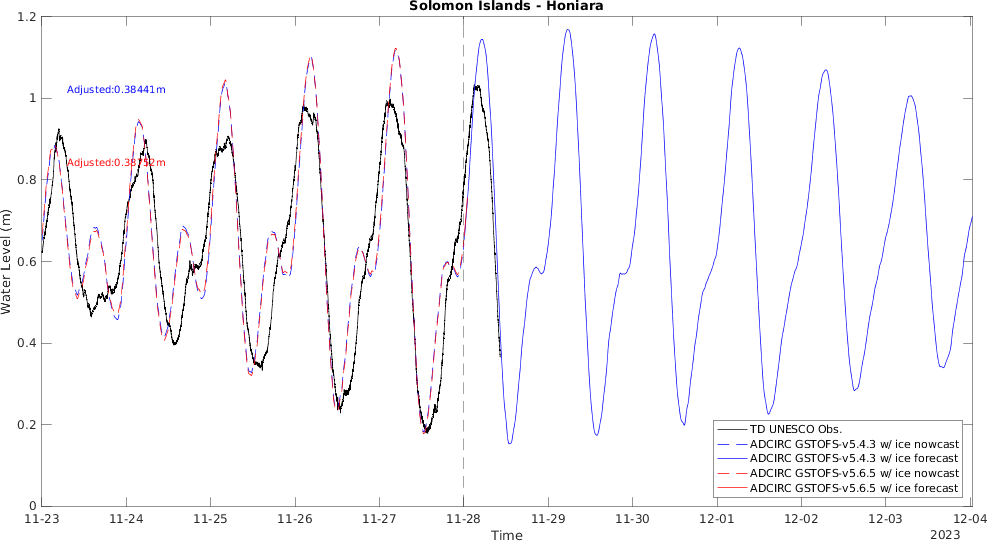 Solomon Islands - Honiara
1.2
1
0.8
0.6
0.4
0.2
0
Water Level (m)
Adjusted:0.38441m
TD UNESCO Obs.
ADCIRC GSTOFS-v5.4.3 w/ ice nowcast
ADCIRC GSTOFS-v5.4.3 w/ ice forecast
ADCIRC GSTOFS-v5.6.5 w/ ice nowcast
ADCIRC GSTOFS-v5.6.5 w/ ice forecast
11-23 11-24 11-25 11-26 11-27 11-28 11-29 11-30 12-01 12-02 12-03 12-04
Time
2023